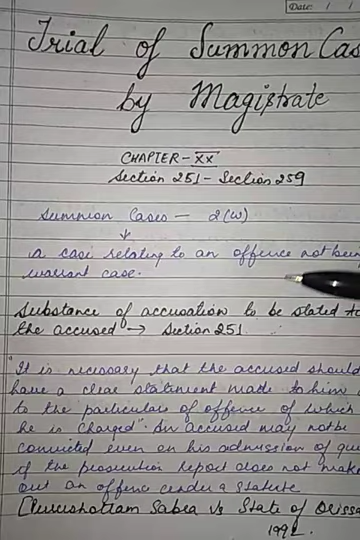 Date: / /
Trial of Summon Cas
by Magistrate
CHAPTER-XX
Section 251-Section 259
Summon Cases - 2(W)
a case relating to an offence not bein
warrant case.
Substance of accusation to be stated to
the accused → Section 251.
"It is necessary that the accused should
have a clear statement made to him a
to the particulars of offence of which
he is charged" An accused may not be
convicted even on his admission of gui
if the prosecution report does not make
out an offence under a statute
Purushottam Sabra vs State of Orissa
1992.